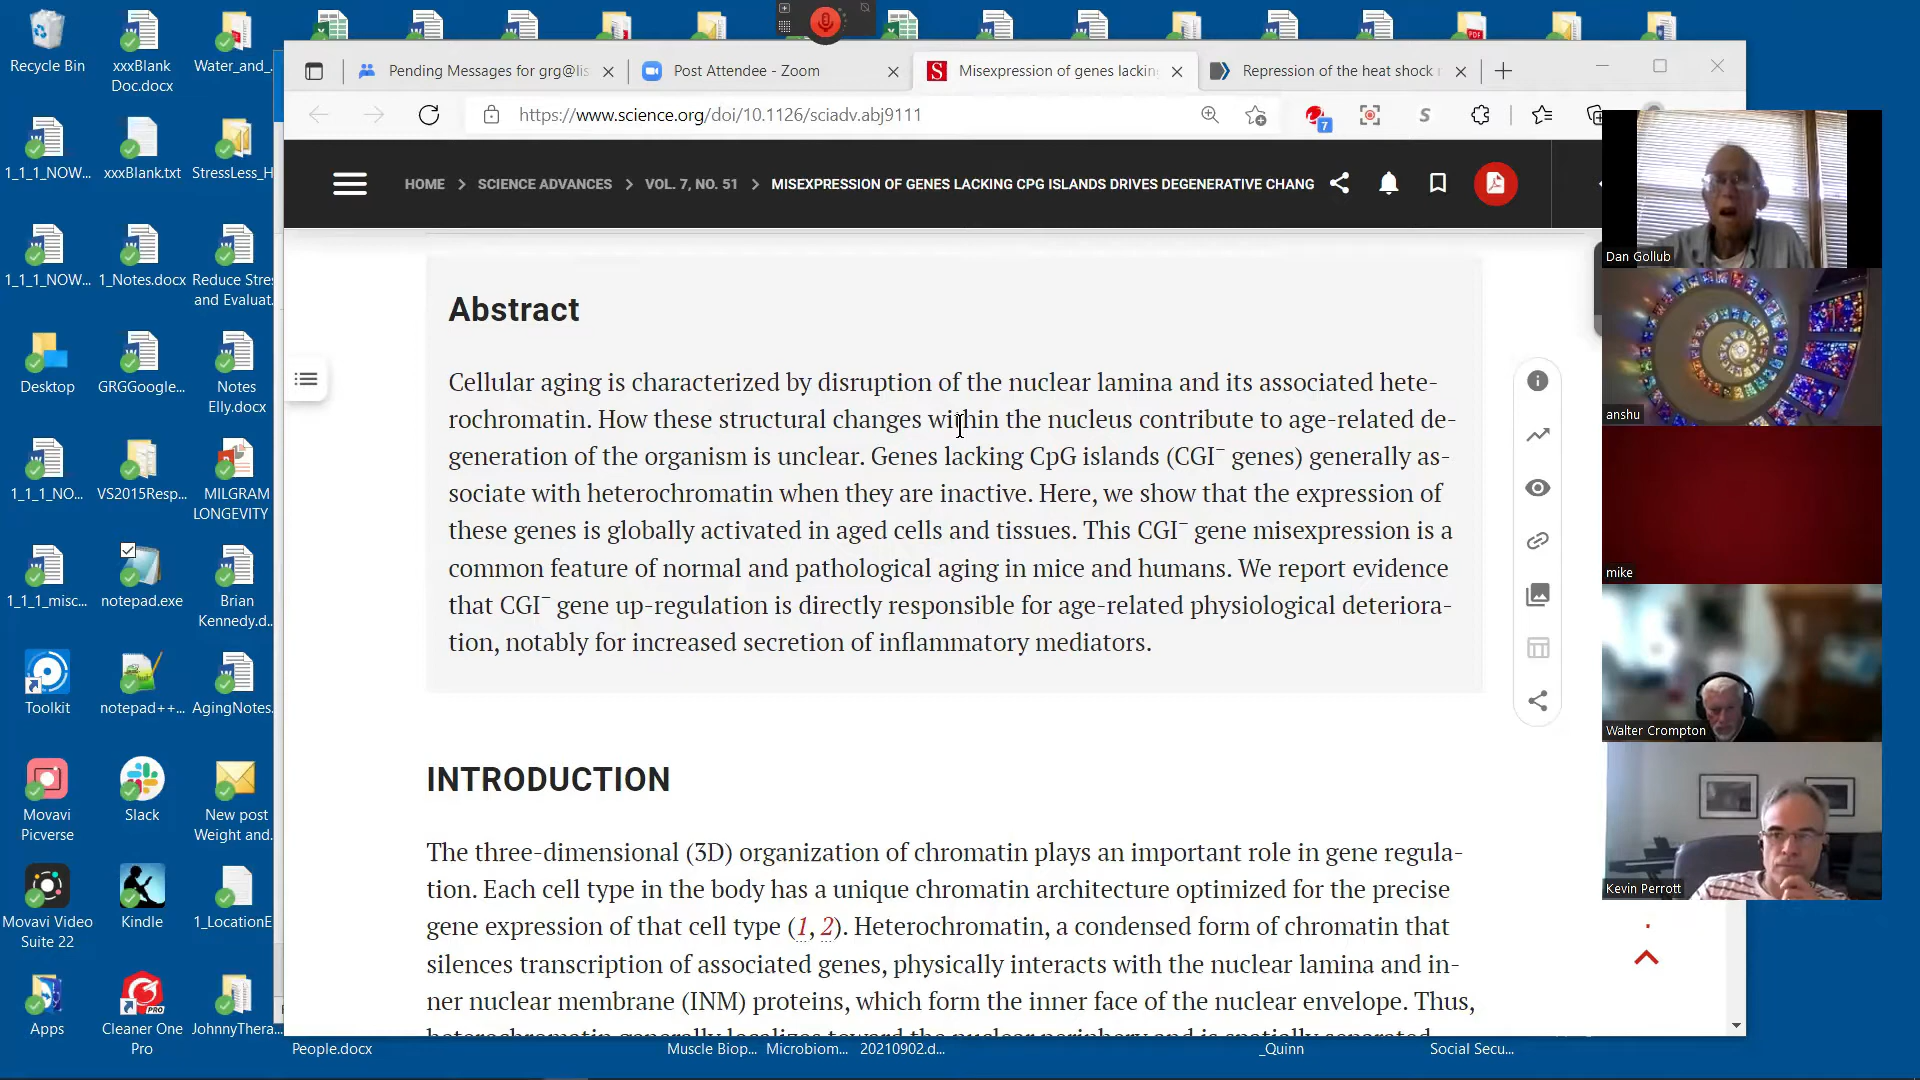 Recycle Bin
xxxBlank
Doc.docx
Water_and_...
1_1_1_NOW...
xxxBlank.txt
StressLess_H
1_1_1_NOW...
1_Notes.docx
Reduce Stre
and Evaluat.
Desktop
GRGGoogle...
Notes
Elly.docx
1_1_1_NO...
VS2015Resp...
MILGRAM
LONGEVITY
1_1_1_misc...
notepad.exe
Brian
Kennedy.d..
Toolkit
notepad++...
AgingNotes.
Movavi
Picverse
Slack
New post
Weight and..
Movavi Video
Suite 22
Kindle
1_LocationE
Apps
Cleaner One
Pro
JohnnyThera
Pending Messages for grg@lis
Post Attendee - Zoom
Misexpression of genes lackin
Repression of the heat shock r
https://www.science.org/doi/10.1126/sciadv.abj9111
7
HOME > SCIENCE ADVANCES > VOL. 7, NO. 51 > MISEXPRESSION OF GENES LACKING CPG ISLANDS DRIVES DEGENERATIVE CHANG
Abstract
Cellular aging is characterized by disruption of the nuclear lamina and its associated hete-
rochromatin. How these structural changes within the nucleus contribute to age-related de-
generation of the organism is unclear. Genes lacking CpG islands (CGI⁻ genes) generally as-
sociate with heterochromatin when they are inactive. Here, we show that the expression of
these genes is globally activated in aged cells and tissues. This CGI⁻ gene misexpression is a
common feature of normal and pathological aging in mice and humans. We report evidence
that CGI⁻ gene up-regulation is directly responsible for age-related physiological deteriora-
tion, notably for increased secretion of inflammatory mediators.
INTRODUCTION
The three-dimensional (3D) organization of chromatin plays an important role in gene regula-
tion. Each cell type in the body has a unique chromatin architecture optimized for the precise
gene expression of that cell type (1, 2). Heterochromatin, a condensed form of chromatin that
silences transcription of associated genes, physically interacts with the nuclear lamina and in-
ner nuclear membrane (INM) proteins, which form the inner face of the nuclear envelope. Thus,
heterochromatin generally localizes toward the nuclear periphery and is spatially separated
Dan Gollub
anshu
mike
Walter Crompton
Kevin Perrott
People.docx
Muscle Biop...
Microbiom...
20210902.d...
_Quinn
Social Secu...